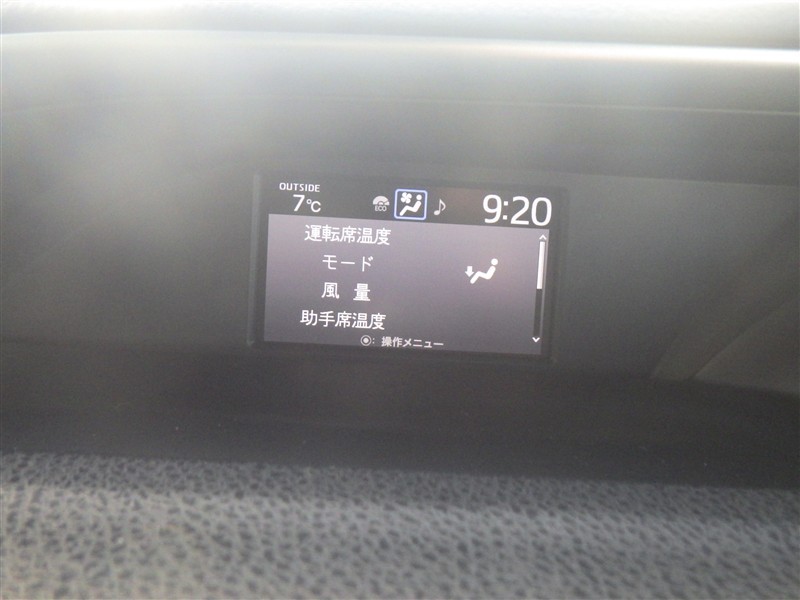 OUTSIDE
7℃
ECO
9:20
運転席温度
モード
風 量
助手席温度
◉: 操作メニュー